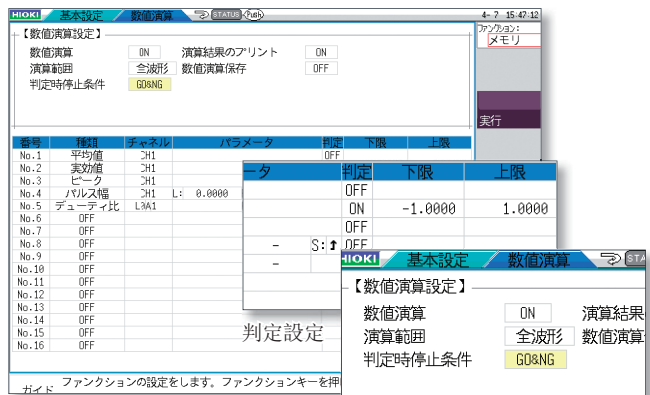 HIOKI 基本設定 数値演算 STATUS Push 4- 7 15:47:12
【数値演算設定】
数値演算 ON 演算結果のプリント ON
演算範囲 全波形 数値演算保存 OFF
判定時停止条件 GO&NG
ファンクション:
メモリ
実行
番号 種類 チャネル パラメータ 判定 下限 上限
No.1 平均値 CH1 OFF
No.2 実効値 CH1
No.3 ピーク CH1
No.4 パルス幅 CH1 L: 0.0000
No.5 デューティ比 LGA1
No.6 OFF
No.7 OFF
No.8 OFF
No.9 OFF
No.10 OFF
No.11 OFF
No.12 OFF
No.13 OFF
No.14 OFF
No.15 OFF
No.16 OFF
ガイド ファンクションの設定をします。ファンクションキーを押
ータ 判定 下限 上限
OFF
ON -1.0000 1.0000
OFF
- S:↑ OFF
-
判定設定
HIOKI 基本設定 数値演算 STA
【数値演算設定】
数値演算 ON 演算結果
演算範囲 全波形 数値演算
判定時停止条件 GO&NG